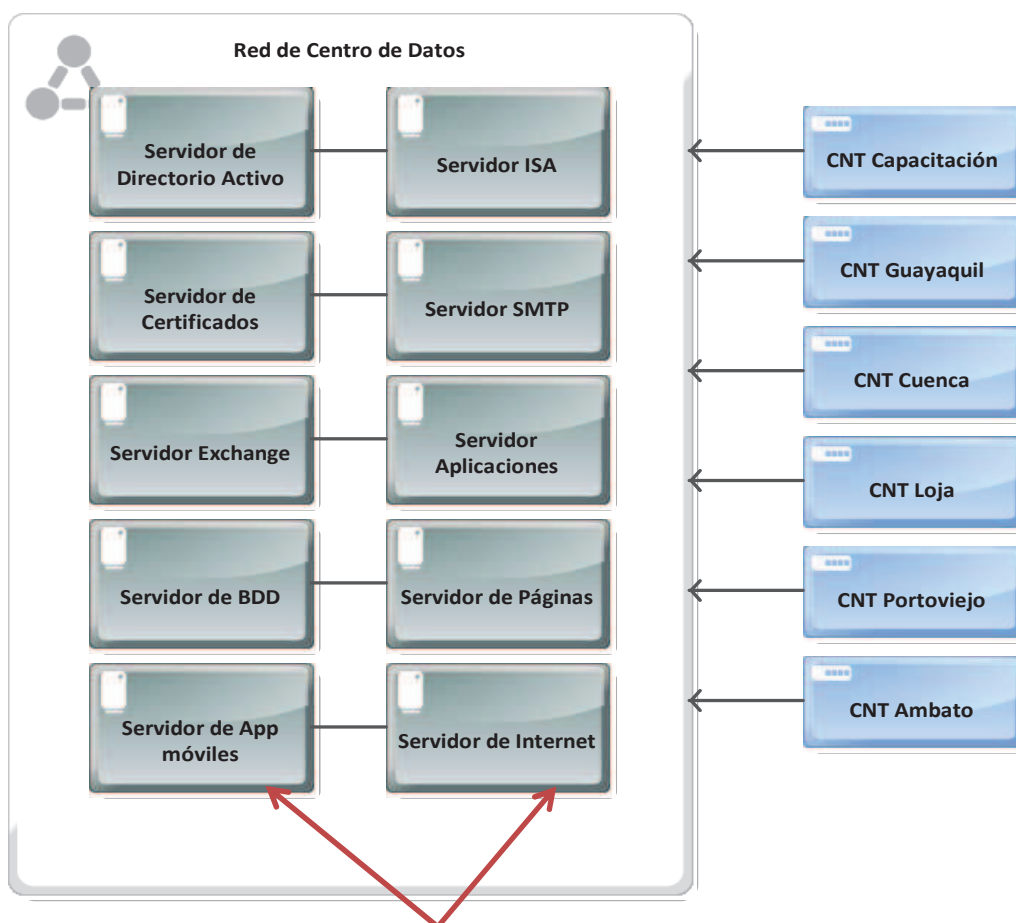 Red de Centro de Datos
Servidor de
Directorio Activo
Servidor ISA
CNT Capacitación
Servidor de
Certificados
Servidor SMTP
CNT Guayaquil
CNT Cuenca
Servidor Exchange
Servidor
Aplicaciones
CNT Loja
Servidor de BDD
Servidor de Páginas
CNT Portoviejo
Servidor de App
móviles
Servidor de Internet
CNT Ambato